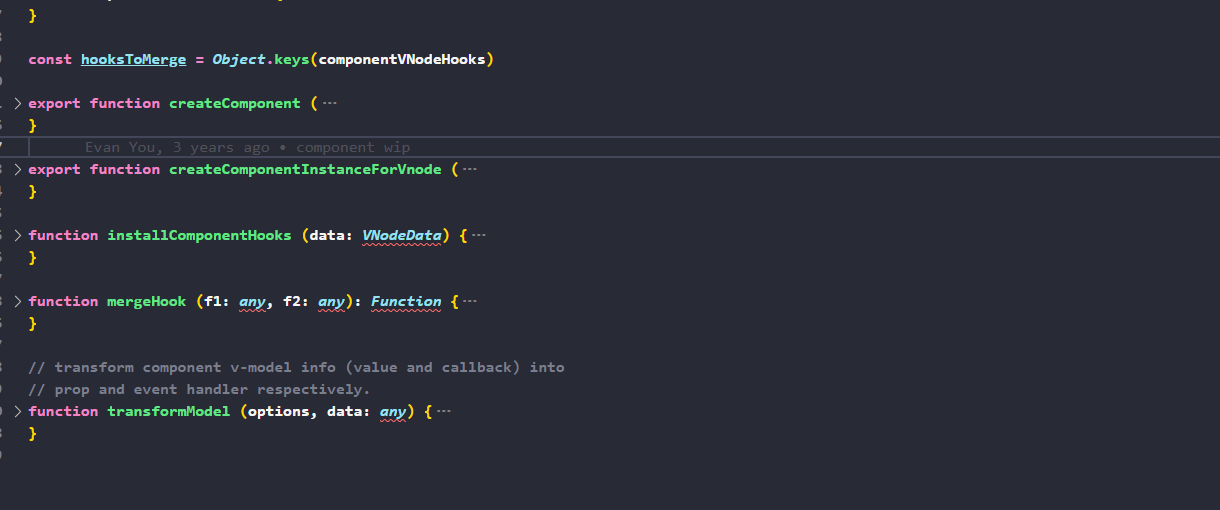 }
const hooksToMerge = Object.keys(componentVNodeHooks)
export function createComponent ( ···
}
Evan You, 3 years ago • component wip
export function createComponentInstanceForVnode ( ···
}
function installComponentHooks (data: VNodeData) { ···
}
function mergeHook (f1: any, f2: any): Function { ···
}
// transform component v-model info (value and callback) into
// prop and event handler respectively.
function transformModel (options, data: any) { ···
}